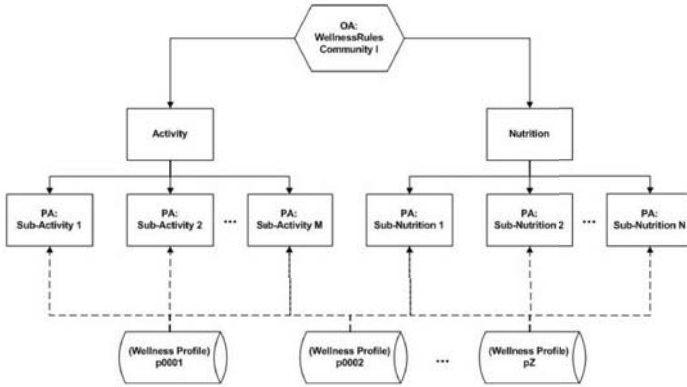 OA:
WellnessRules
Community I
Activity
Nutrition
PA:
Sub-Activity 1
PA:
Sub-Activity 2
...
PA:
Sub-Activity M
PA:
Sub-Nutrition 1
PA:
Sub-Nutrition 2
...
PA:
Sub-Nutrition N
(Wellness Profile)
p0001
(Wellness Profile)
p0002
...
(Wellness Profile)
pZ